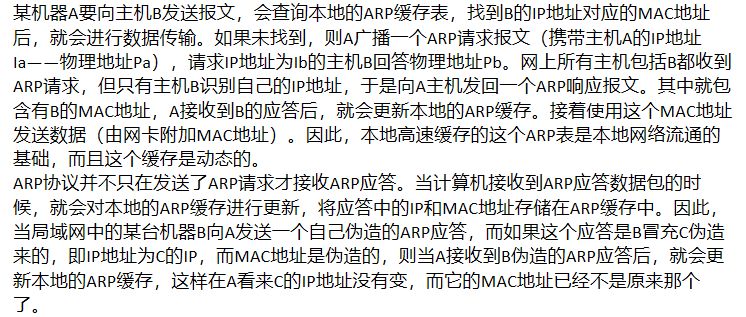 某机器A要向主机B发送报文，会查询本地的ARP缓存表，找到B的IP地址对应的MAC地址
后，就会进行数据传输。如果未找到，则A广播一个ARP请求报文（携带主机A的IP地址
Ia——物理地址Pa），请求IP地址为Ib的主机B回答物理地址Pb。网上所有主机包括B都收到
ARP请求，但只有主机B识别自己的IP地址，于是向A主机发回一个ARP响应报文。其中就包
含有B的MAC地址，A接收到B的应答后，就会更新本地的ARP缓存。接着使用这个MAC地址
发送数据（由网卡附加MAC地址）。因此，本地高速缓存的这个ARP表是本地网络流通的
基础，而且这个缓存是动态的。
ARP协议并不只在发送了ARP请求才接收ARP应答。当计算机接收到ARP应答数据包的时
候，就会对本地的ARP缓存进行更新，将应答中的IP和MAC地址存储在ARP缓存中。因此，
当局域网中的某台机器B向A发送一个自己伪造的ARP应答，而如果这个应答是B冒充C伪造
来的，即IP地址为C的IP，而MAC地址是伪造的，则当A接收到B伪造的ARP应答后，就会更
新本地的ARP缓存，这样在A看来C的IP地址没有变，而它的MAC地址已经不是原来那个
了。